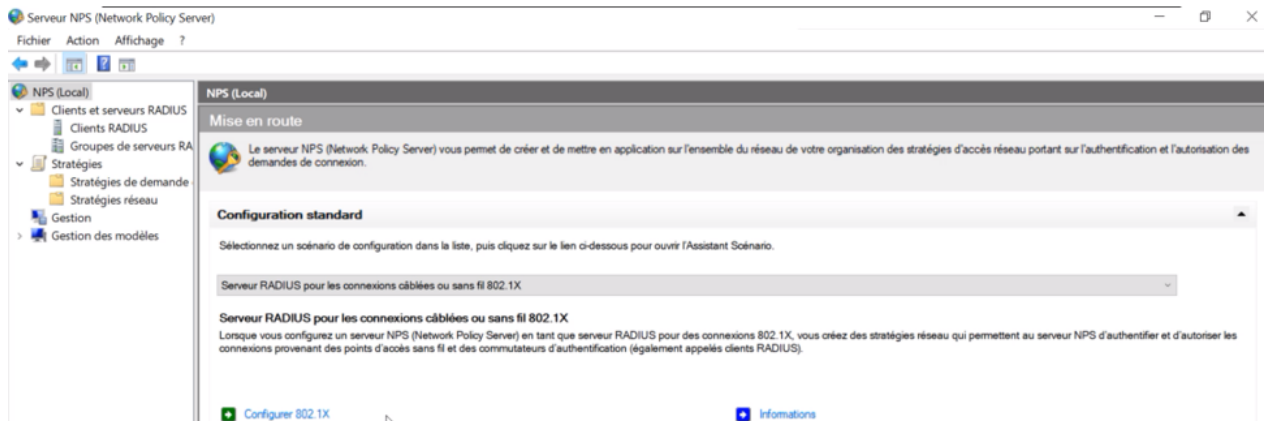 Serveur NPS (Network Policy Server)
Fichier Action Affichage ?
NPS (Local)
Clients et serveurs RADIUS
Clients RADIUS
Groupes de serveurs RA
Stratégies
Stratégies de demande
Stratégies réseau
Gestion
Gestion des modèles
NPS (Local)
Mise en route
Le serveur NPS (Network Policy Server) vous permet de créer et de mettre en application sur l'ensemble du réseau de votre organisation des stratégies d'accès réseau portant sur l'authentification et l'autorisation des
demandes de connexion.
Configuration standard
Sélectionnez un scénario de configuration dans la liste, puis cliquez sur le lien ci-dessous pour ouvrir l'Assistant Scénario.
Serveur RADIUS pour les connexions câblées ou sans fil 802.1X
Serveur RADIUS pour les connexions câblées ou sans fil 802.1X
Lorsque vous configurez un serveur NPS (Network Policy Server) en tant que serveur RADIUS pour des connexions 802.1X, vous créez des stratégies réseau qui permettent au serveur NPS d'authentifier et d'autoriser les
connexions provenant des points d'accès sans fil et des commutateurs d'authentification (également appelés clients RADIUS).
Configurer 802.1X
Informations